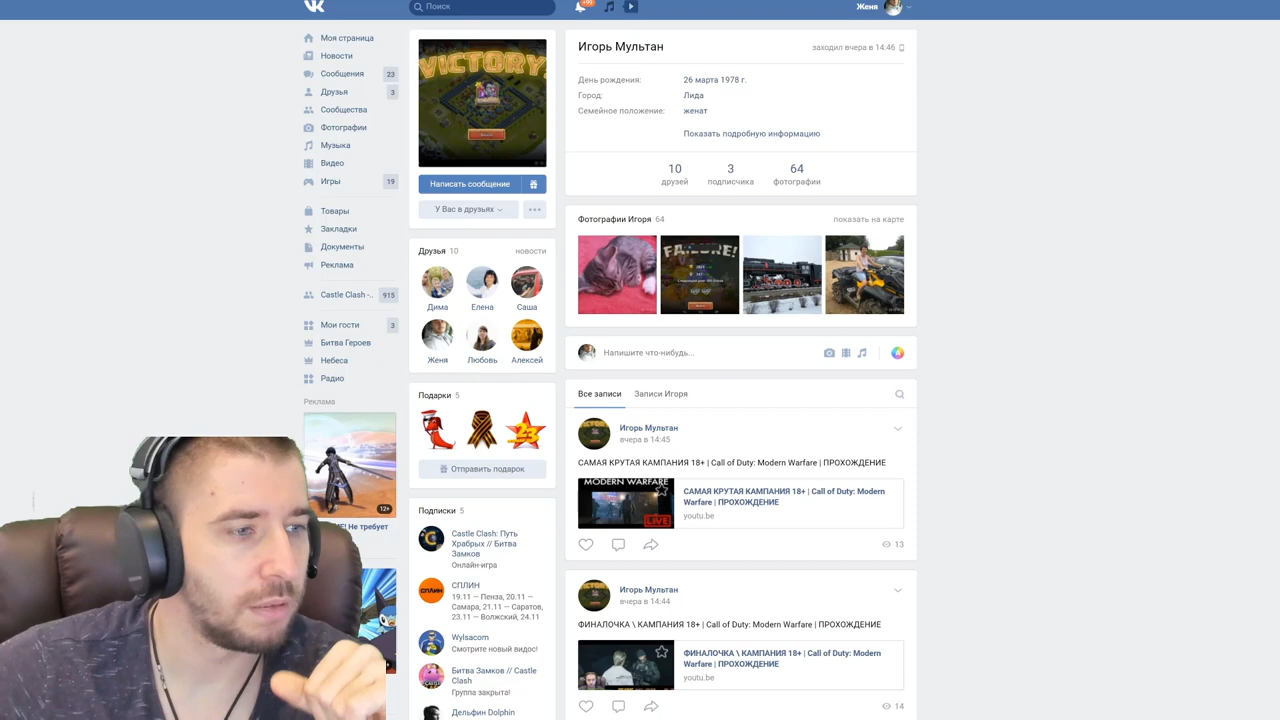 Поиск
+99
Женя
Моя страница
Новости
Сообщения 23
Друзья 3
Сообщества
Фотографии
Музыка
Видео
Игры 19
Товары
Закладки
Документы
Реклама
Castle Clash -.. 915
Мои гости 3
Битва Героев
Небеса
Радио
Реклама
12+
Не требует
VICTORY!
Написать сообщение
У Вас в друзьях
Друзья 10 новости
Дима Елена Саша
Женя Любовь Алексей
Подарки 5
23
Отправить подарок
Подписки 5
Castle Clash: Путь
Храбрых // Битва
Замков
Онлайн-игра
СПЛИН
СПЛИН
19.11 — Пенза, 20.11 —
Самара, 21.11 — Саратов,
23.11 — Волжский, 24.11
Wylsacom
Смотрите новый видос!
Битва Замков // Castle
Clash
Группа закрыта!
Дельфин Dolphin
Игорь Мультан заходил вчера в 14:46
День рождения: 26 марта 1978 г.
Город: Лида
Семейное положение: женат
Показать подробную информацию
10 3 64
друзей подписчика фотографии
Фотографии Игоря 64 показать на карте
FAILURE!
Напишите что-нибудь...
Все записи Записи Игоря
Игорь Мультан
вчера в 14:45
САМАЯ КРУТАЯ КАМПАНИЯ 18+ | Call of Duty: Modern Warfare | ПРОХОЖДЕНИЕ
MODERN WARFARE
LIVE
САМАЯ КРУТАЯ КАМПАНИЯ 18+ | Call of Duty: Modern
Warfare | ПРОХОЖДЕНИЕ
youtu.be
13
Игорь Мультан
вчера в 14:44
ФИНАЛОЧКА \ КАМПАНИЯ 18+ | Call of Duty: Modern Warfare | ПРОХОЖДЕНИЕ
ФИНАЛОЧКА \ КАМПАНИЯ 18+ | Call of Duty: Modern
Warfare | ПРОХОЖДЕНИЕ
youtu.be
14